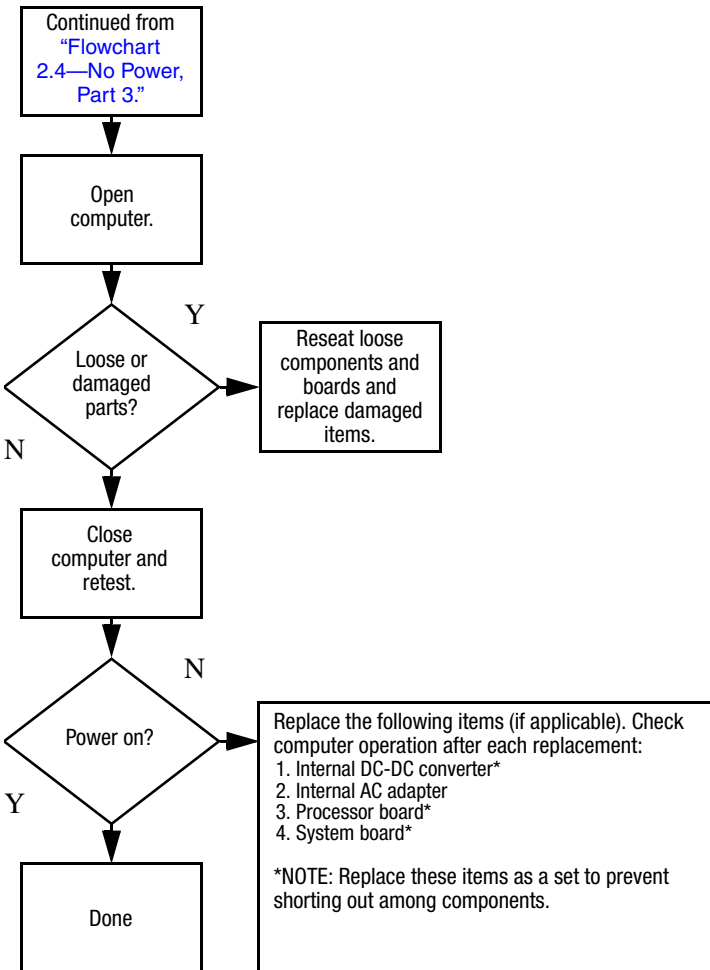 Continued from
“Flowchart
2.4—No Power,
Part 3.”
Open
computer.
Y
Loose or
damaged
parts?
Reseat loose
components and
boards and
replace damaged
items.
N
Close
computer and
retest.
N
Power on?
Replace the following items (if applicable). Check
computer operation after each replacement:
1. Internal DC-DC converter*
2. Internal AC adapter
3. Processor board*
4. System board*
*NOTE: Replace these items as a set to prevent
shorting out among components.
Y
Done